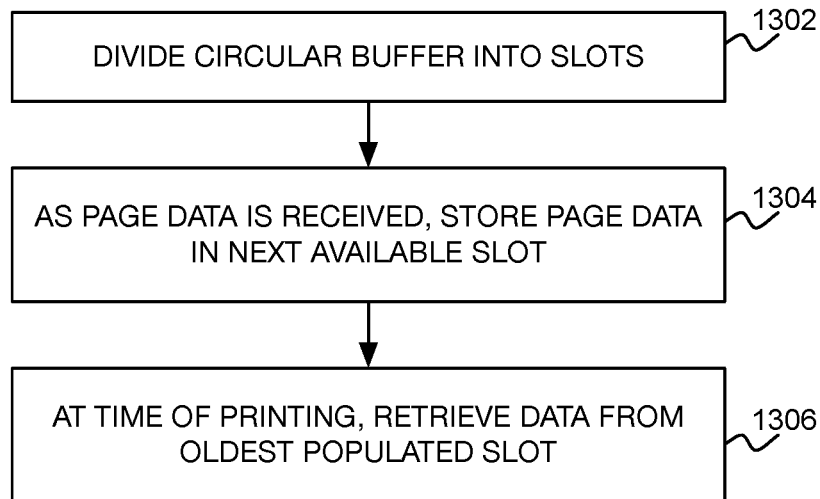 1302
DIVIDE CIRCULAR BUFFER INTO SLOTS
1304
AS PAGE DATA IS RECEIVED, STORE PAGE DATA
IN NEXT AVAILABLE SLOT
AT TIME OF PRINTING, RETRIEVE DATA FROM
1306
OLDEST POPULATED SLOT